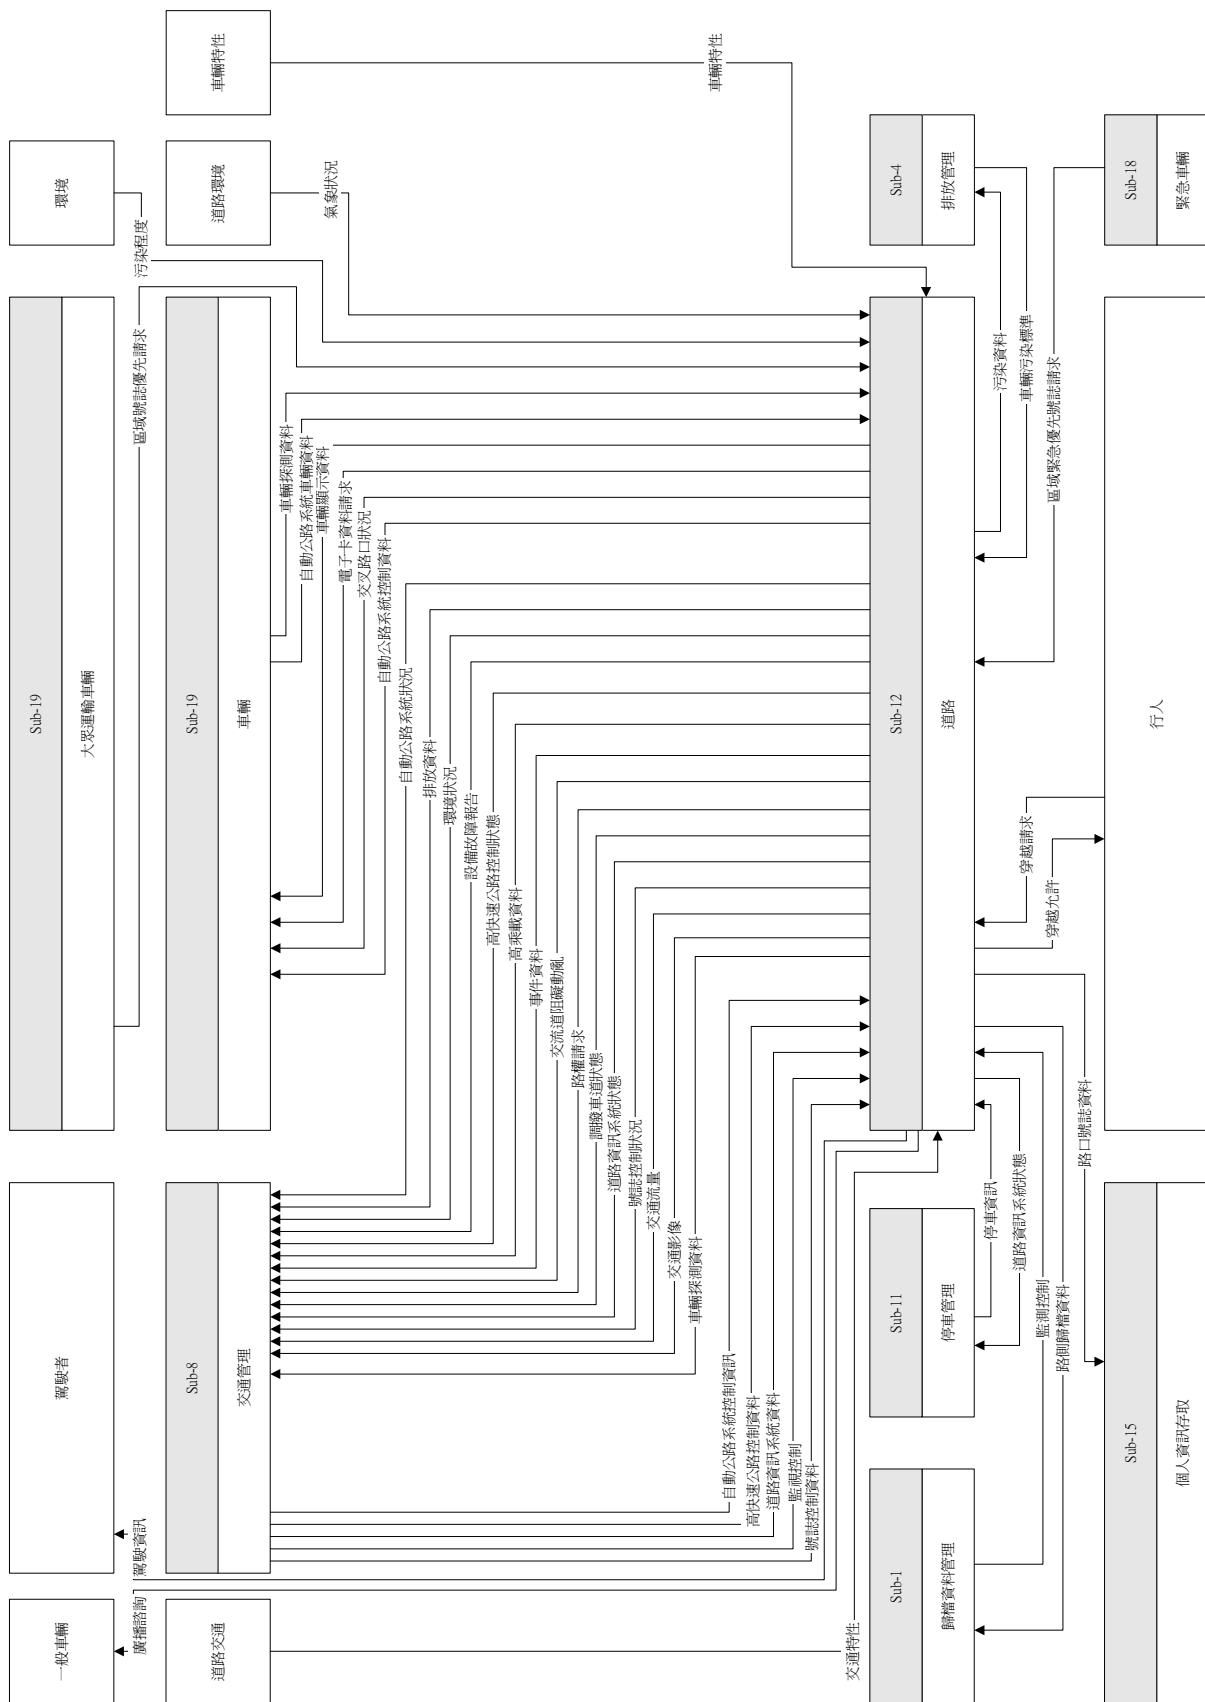 車輛特性
車輛特性
環境
道路環境
氣象狀況
污染程度
Sub-4
排放管理
Sub-18
緊急車輛
Sub-19
大眾運輸車輛
區域號誌優先請求
Sub-19
車輛
車輛探測資料
自動公路系統車輛資料
車輛顯示資料
電子卡資料請求
交叉路口狀況
自動公路系統控制資料
污染資料
車輛污染標準
區域緊急優先號誌請求
Sub-12
道路
行人
穿越請求
穿越允許
自動公路系統狀況
排放資料
環境狀況
設備故障報告
高快速公路控制狀態
高乘載資料
事件資料
交流道阻礙動亂
路權請求
調撥車道狀態
道路資訊系統狀態
號誌控制狀況
交通流量
交通影像
車輛探測資料
駕駛者
Sub-8
交通管理
自動公路系統控制資訊
高快速公路控制資料
道路資訊系統資料
監視控制
號誌控制資料
Sub-11
停車管理
停車資訊
道路資訊系統狀態
監測控制
路側歸檔資料
路口號誌資料
Sub-15
個人資訊存取
Sub-1
歸檔資料管理
一般車輛
駕駛資訊
廣播諮詢
道路交通
交通特性